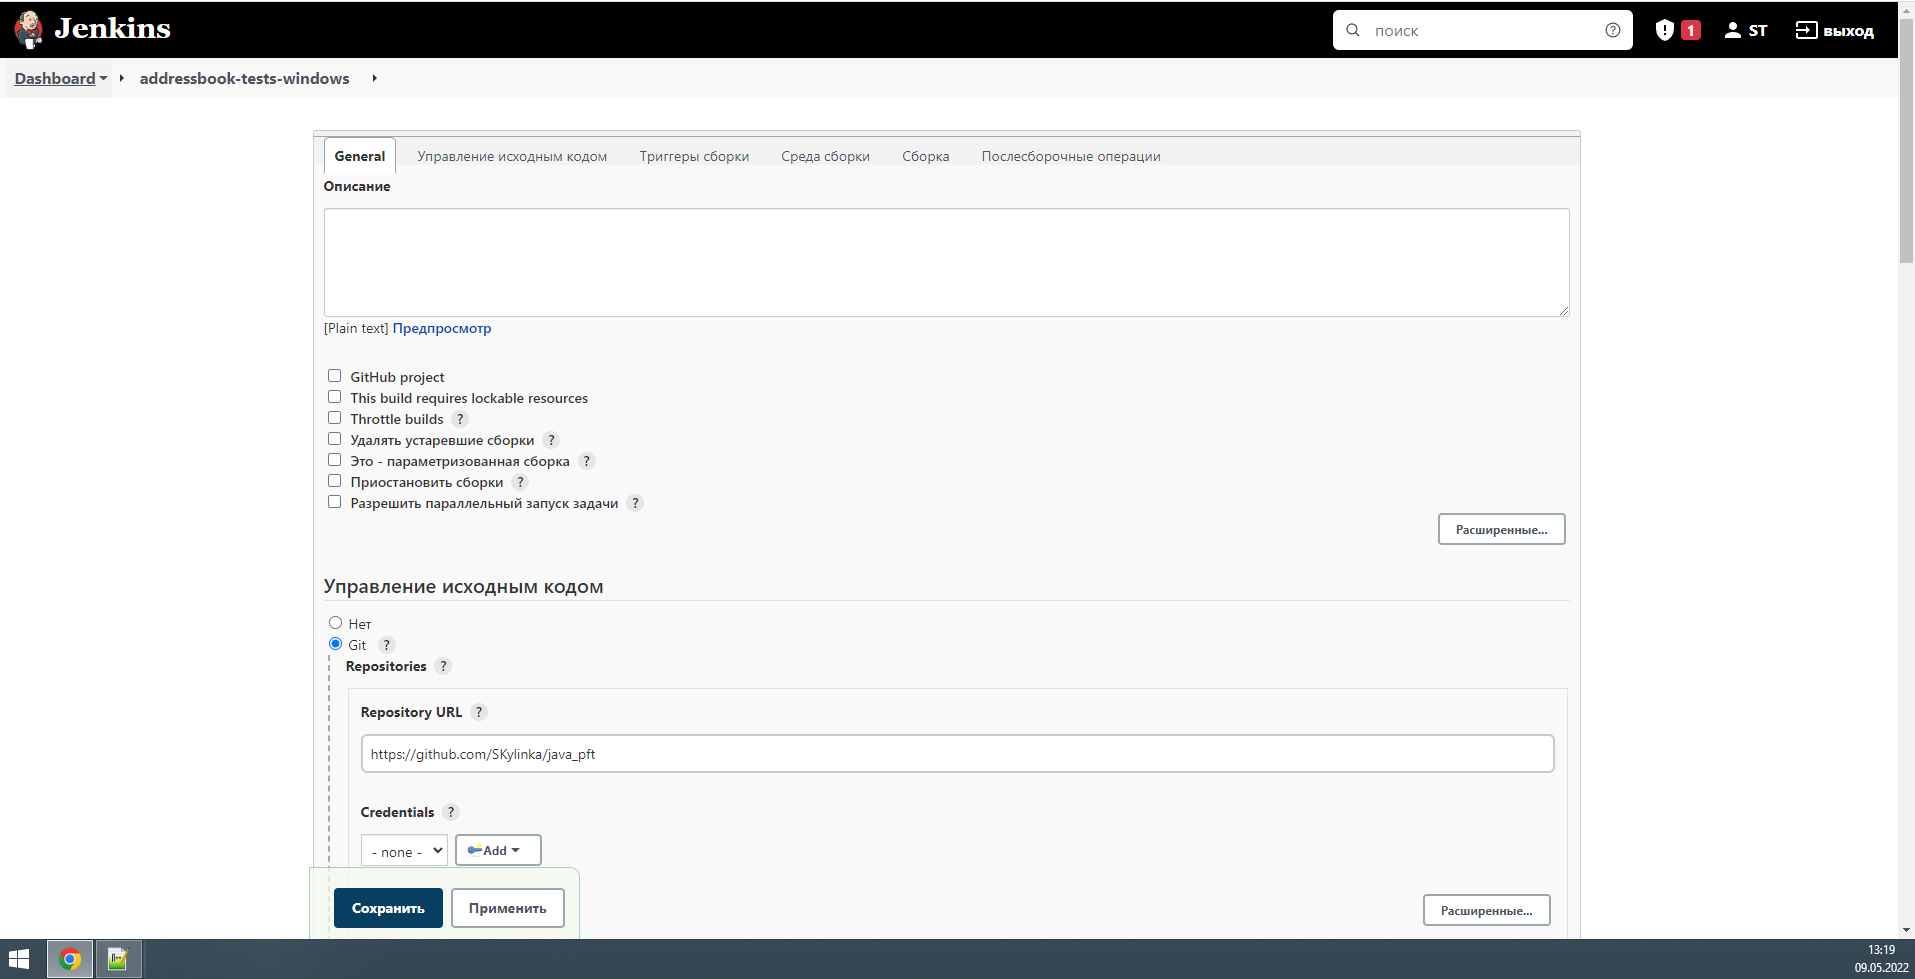 Jenkins
поиск
1
ST
выход
Dashboard
addressbook-tests-windows
General
Управление исходным кодом
Триггеры сборки
Среда сборки
Сборка
Послесборочные операции
Описание
[Plain text] Предпросмотр
GitHub project
This build requires lockable resources
Throttle builds ?
Удалять устаревшие сборки ?
Это - параметризованная сборка ?
Приостановить сборки ?
Разрешить параллельный запуск задачи ?
Расширенные...
Управление исходным кодом
Нет
Git ?
Repositories ?
Repository URL ?
https://github.com/SKylinka/java_pft
Credentials ?
- none -
Add
Сохранить
Применить
Расширенные...
13:19
09.05.2022